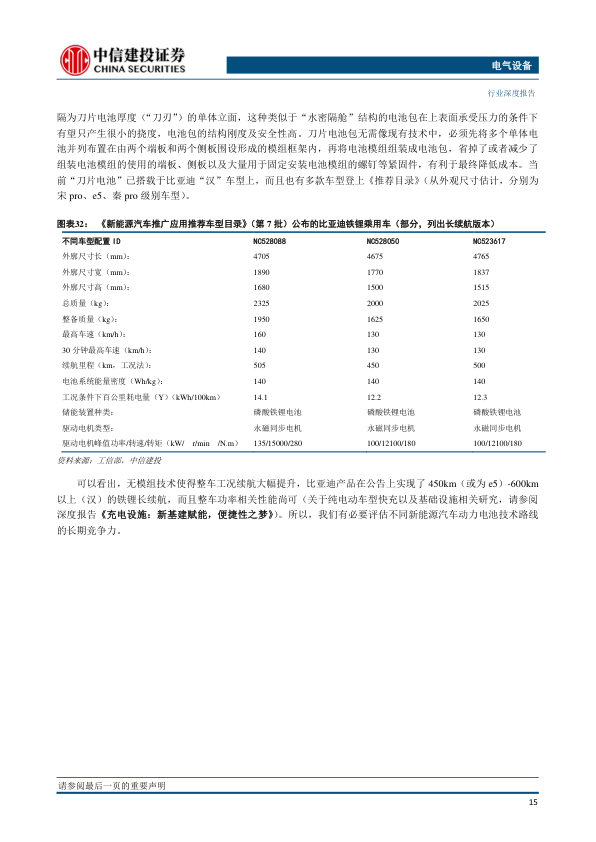 中信建投证券
CHINA SECURITIES
电气设备
行业深度报告
隔为刀片电池厚度（“刀刃”）的单体立面，这种类似于“水密隔舱”结构的电池包在上表面承受压力的条件下
有望只产生很小的挠度，电池包的结构刚度及安全性高。刀片电池包无需像现有技术中，必须先将多个单体电
池并列布置在由两个端板和两个侧板围设形成的模组框架内，再将电池模组组装成电池包，省掉了或者减少了
组装电池模组的使用的端板、侧板以及大量用于固定安装电池模组的螺钉等紧固件，有利于最终降低成本。当
前“刀片电池”已搭载于比亚迪“汉”车型上，而且也有多款车型登上《推荐目录》（从外观尺寸估计，分别为
宋 pro、e5、秦 pro 级别车型）。
图表32： 《新能源汽车推广应用推荐车型目录》（第 7 批）公布的比亚迪铁锂乘用车（部分，列出长续航版本）
不同车型配置 ID NO528088 NO528050 NO523617
外廓尺寸长（mm）： 4705 4675 4765
外廓尺寸宽（mm）： 1890 1770 1837
外廓尺寸高（mm）： 1680 1500 1515
总质量（kg）： 2325 2000 2025
整备质量（kg）： 1950 1625 1650
最高车速（km/h）： 160 130 130
30 分钟最高车速（km/h）： 140 130 130
续航里程（km，工况法）： 505 450 500
电池系统能量密度（Wh/kg）： 140 140 140
工况条件下百公里耗电量（Y）（kWh/100km） 14.1 12.2 12.3
储能装置种类： 磷酸铁锂电池 磷酸铁锂电池 磷酸铁锂电池
驱动电机类型： 永磁同步电机 永磁同步电机 永磁同步电机
驱动电机峰值功率/转速/转矩（kW/ r/min /N.m） 135/15000/280 100/12100/180 100/12100/180
资料来源：工信部，中信建投
可以看出，无模组技术使得整车工况续航大幅提升，比亚迪产品在公告上实现了 450km（或为 e5）-600km
以上（汉）的铁锂长续航，而且整车功率相关性能尚可（关于纯电动车型快充以及基础设施相关研究，请参阅
深度报告《充电设施：新基建赋能，便捷性之梦》）。所以，我们有必要评估不同新能源汽车动力电池技术路线
的长期竞争力。
请参阅最后一页的重要声明
15